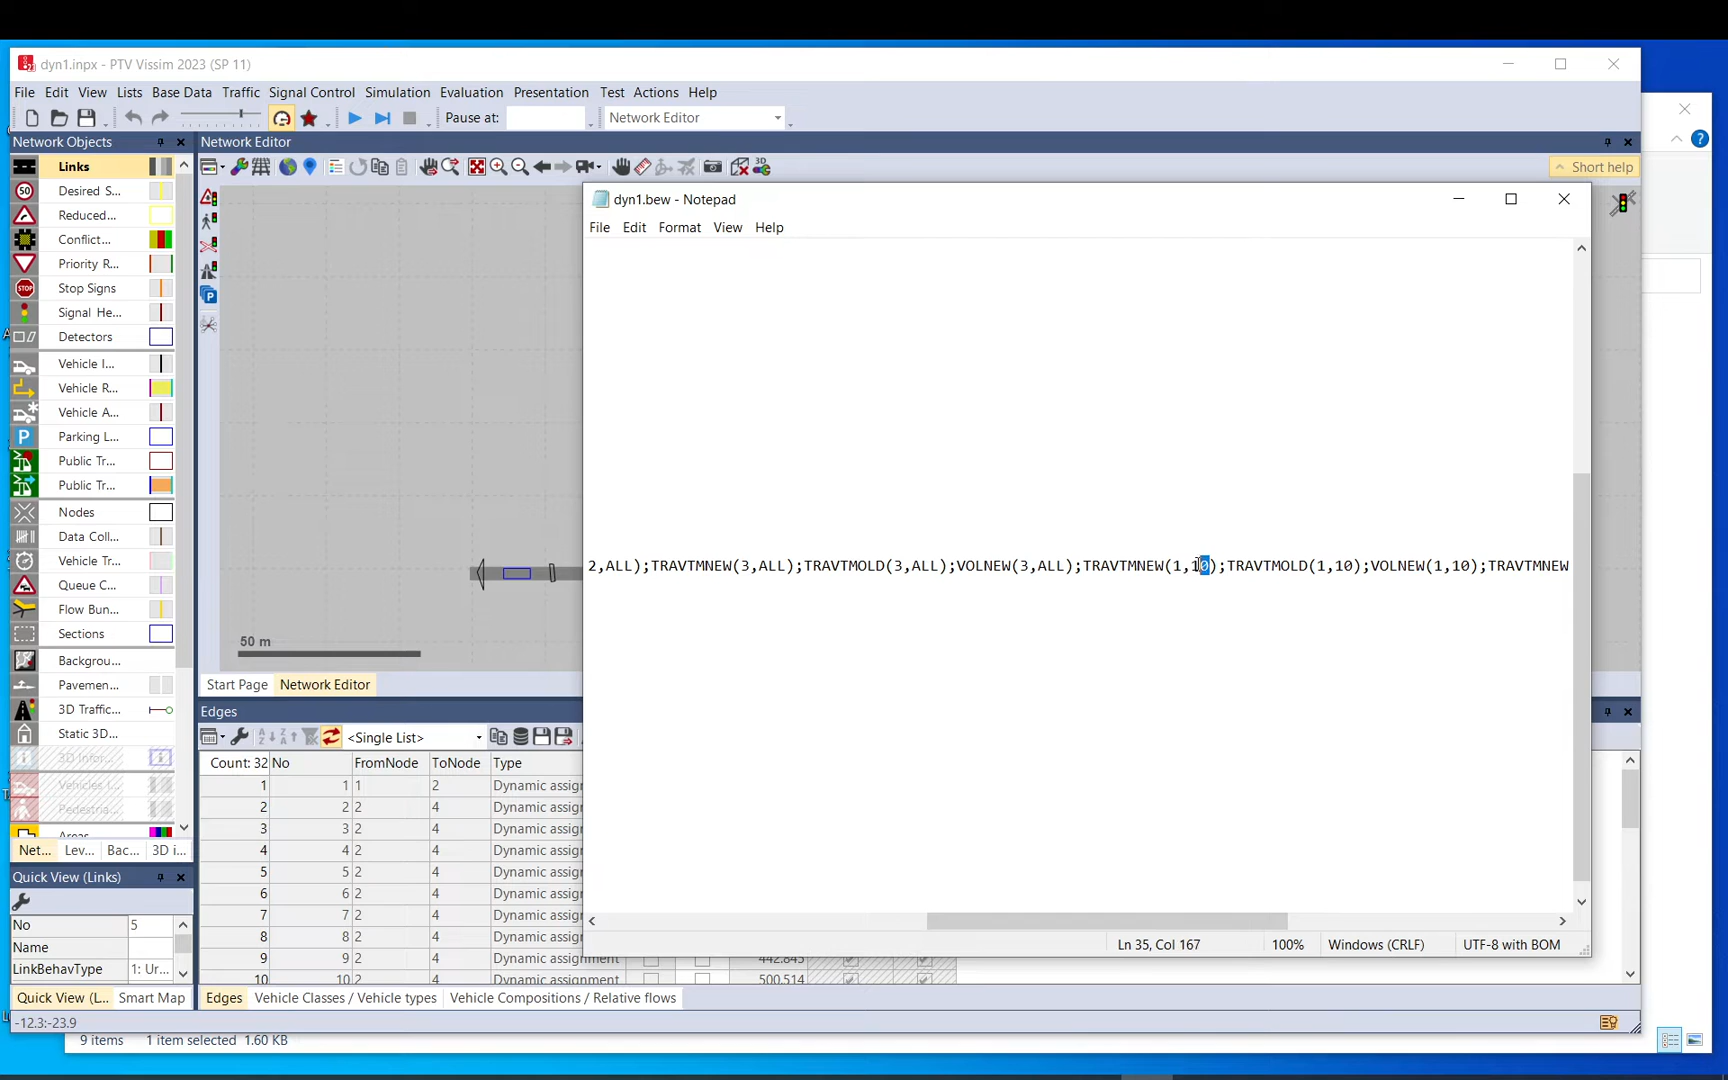 dyn1.inpx - PTV Vissim 2023 (SP 11)
File Edit View Lists Base Data Traffic Signal Control Simulation Evaluation Presentation Test Actions Help
Pause at: Network Editor
Network Objects
Network Editor
Links
50
Desired S...
Reduced...
Conflict...
Priority R...
STOP
Stop Signs
Signal He...
Detectors
Vehicle I...
Vehicle R...
Vehicle A...
P
Parking L...
Public Tr...
Public Tr...
Nodes
Data Coll...
Vehicle Tr...
Queue C...
Flow Bun...
Sections
Backgrou...
Pavemen...
3D Traffic...
Static 3D...
3D Infor...
Vehicles I...
Pedestria...
Areas
Net... Lev... Bac... 3D i...
Quick View (Links)
No 5
Name
LinkBehavType 1: Ur...
Quick View (L... Smart Map
-12.3:-23.9
9 items 1 item selected 1.60 KB
3D
Short help
50 m
Start Page Network Editor
Edges
<Single List>
Count: 32 No FromNode ToNode Type
1 1 1 2 Dynamic assig
2 2 2 4 Dynamic assig
3 3 2 4 Dynamic assig
4 4 2 4 Dynamic assig
5 5 2 4 Dynamic assig
6 6 2 4 Dynamic assig
7 7 2 4 Dynamic assig
8 8 2 4 Dynamic assig
9 9 2 4 Dynamic assignment 442.845
10 10 2 4 Dynamic assignment 500.514
Edges Vehicle Classes / Vehicle types Vehicle Compositions / Relative flows
dyn1.bew - Notepad
File Edit Format View Help
2,ALL);TRAVTMNEW(3,ALL);TRAVTMOLD(3,ALL);VOLNEW(3,ALL);TRAVTMNEW(1,10);TRAVTMOLD(1,10);VOLNEW(1,10);TRAVTMNEW
Ln 35, Col 167 100% Windows (CRLF) UTF-8 with BOM